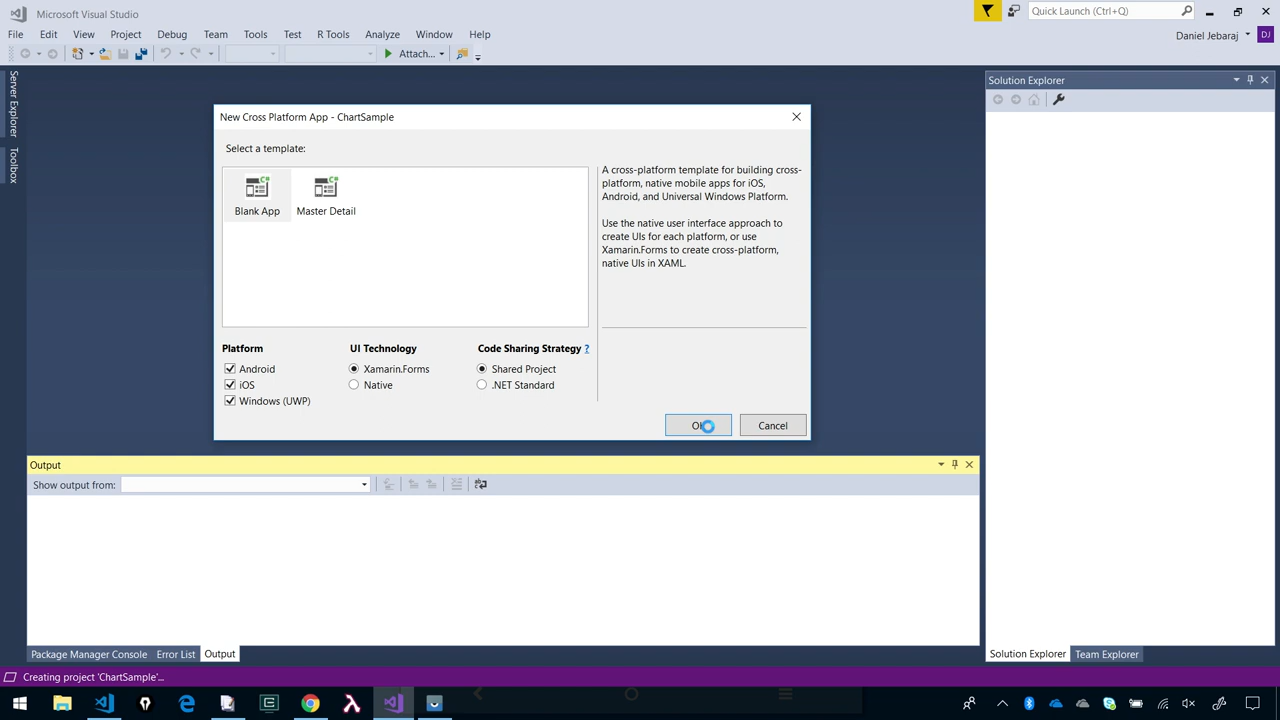 Microsoft Visual Studio
Quick Launch (Ctrl+Q)
File Edit View Project Debug Team Tools Test R Tools Analyze Window Help
Daniel Jebaraj DJ
Attach...
Server Explorer
Toolbox
Solution Explorer
New Cross Platform App - ChartSample
Select a template:
Blank App
Master Detail
A cross-platform template for building cross-
platform, native mobile apps for iOS,
Android, and Universal Windows Platform.
Use the native user interface approach to
create UIs for each platform, or use
Xamarin.Forms to create cross-platform,
native UIs in XAML.
Platform UI Technology Code Sharing Strategy ?
Android Xamarin.Forms Shared Project
iOS Native .NET Standard
Windows (UWP)
Cancel
Output
Show output from:
Package Manager Console Error List Output
Solution Explorer Team Explorer
Creating project 'ChartSample'...